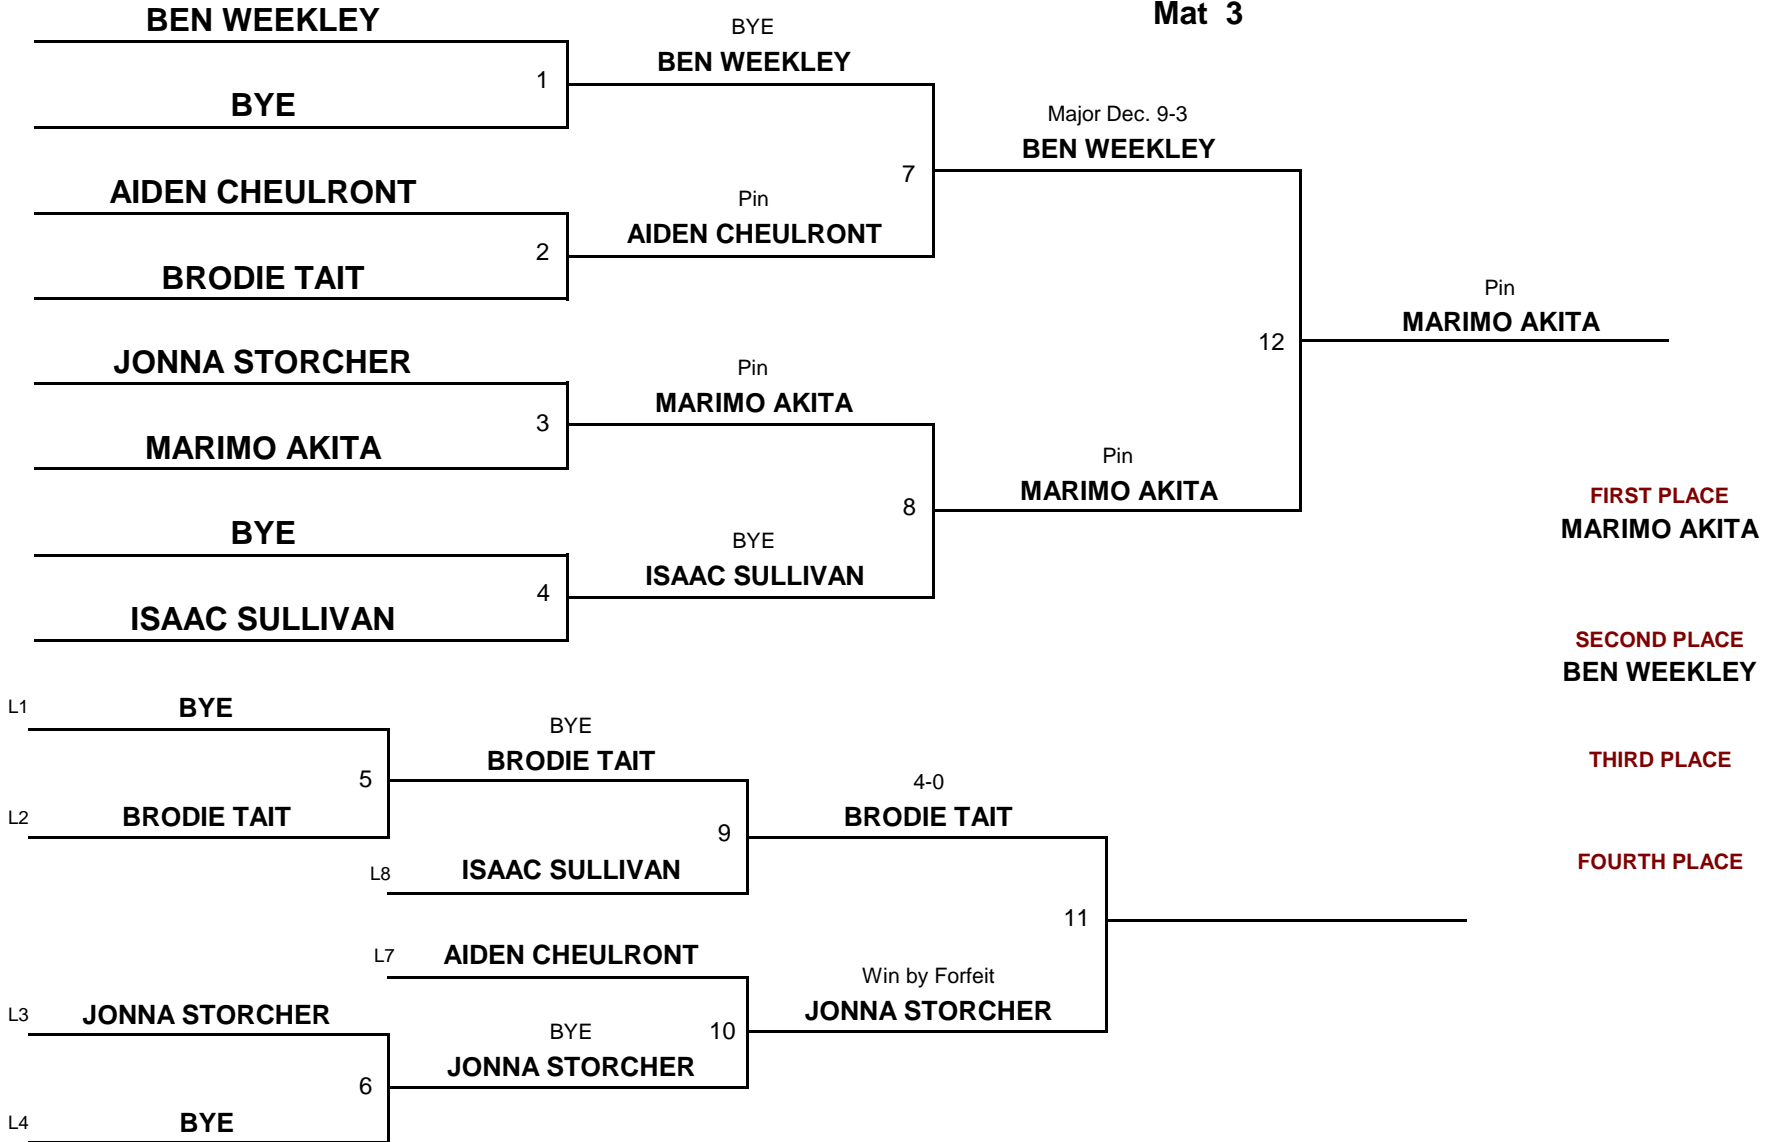 Mat 3
BEN WEEKLEY
1
BYE
BYE
BEN WEEKLEY
AIDEN CHEULRONT
2
BRODIE TAIT
Pin
AIDEN CHEULRONT
7
Major Dec. 9-3
BEN WEEKLEY
JONNA STORCHER
3
MARIMO AKITA
Pin
MARIMO AKITA
BYE
4
ISAAC SULLIVAN
BYE
ISAAC SULLIVAN
8
Pin
MARIMO AKITA
12
Pin
MARIMO AKITA
FIRST PLACE
MARIMO AKITA
SECOND PLACE
BEN WEEKLEY
THIRD PLACE
FOURTH PLACE
L1 BYE
5
L2 BRODIE TAIT
BYE
BRODIE TAIT
9
L8 ISAAC SULLIVAN
4-0
BRODIE TAIT
11
L7 AIDEN CHEULRONT
10
L3 JONNA STORCHER
6
L4 BYE
BYE
JONNA STORCHER
Win by Forfeit
JONNA STORCHER